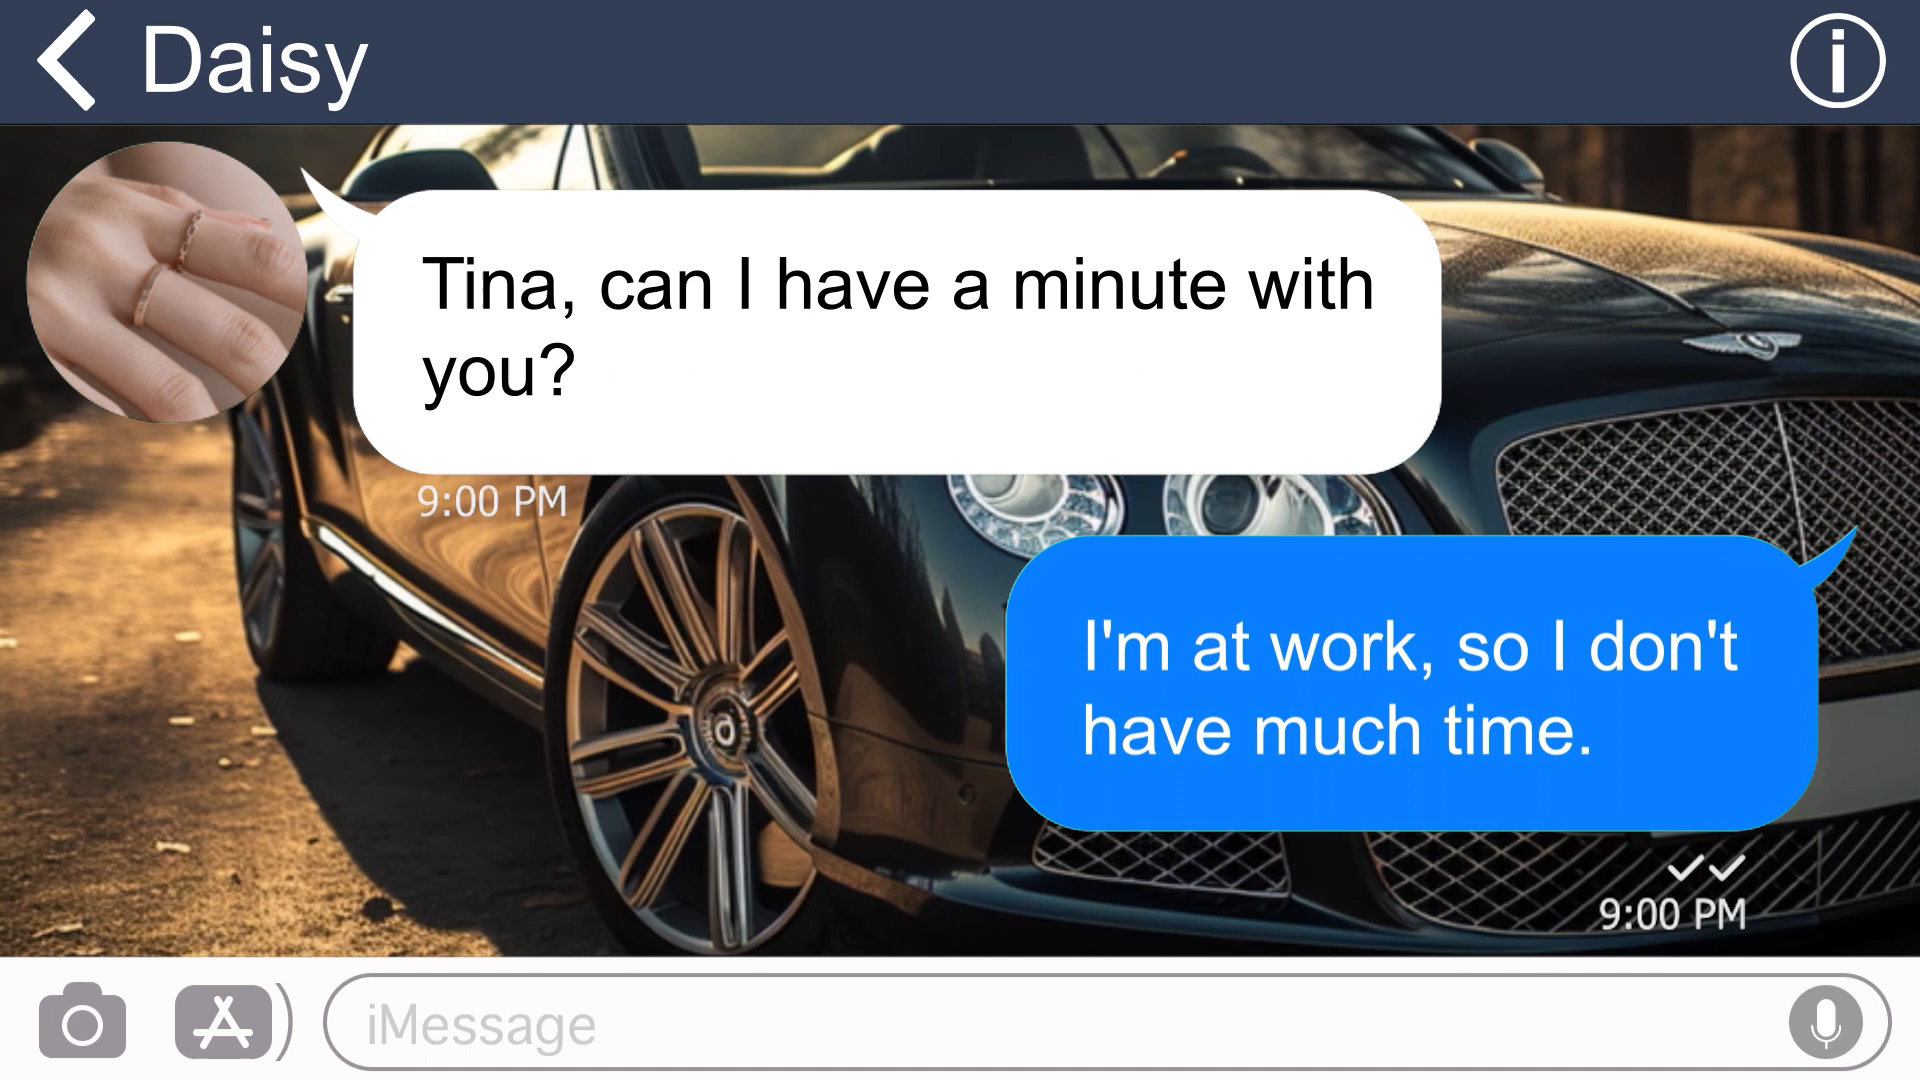 Daisy
Tina, can I have a minute with
you?
9:00 PM
I'm at work, so I don't
have much time.
9:00 PM
iMessage